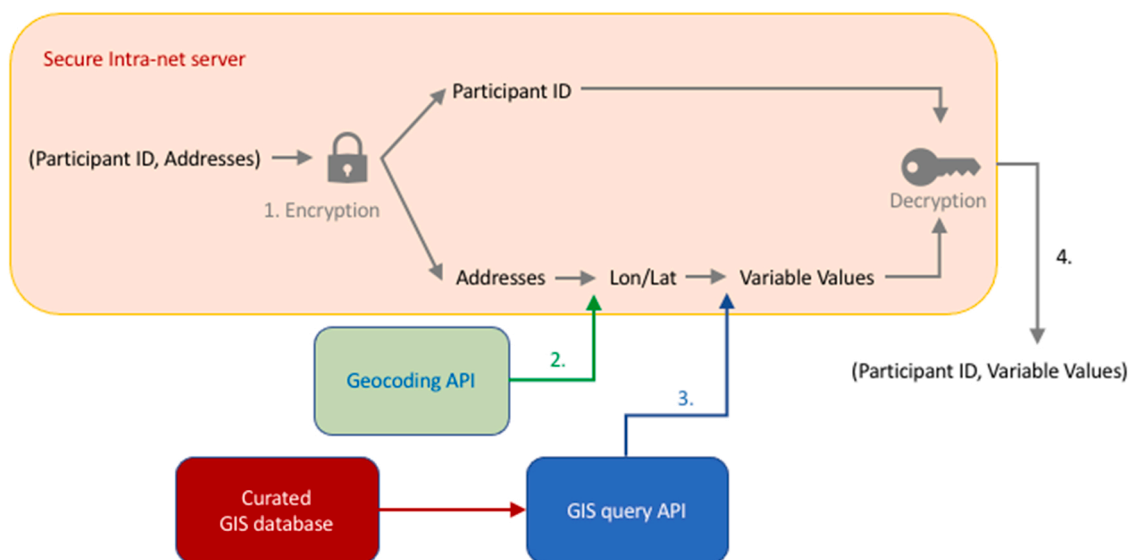 Secure Intra-net server
Participant ID
(Participant ID, Addresses)
1. Encryption
Decryption
Addresses
Lon/Lat
Variable Values
4.
2.
Geocoding API
(Participant ID, Variable Values)
3.
Curated
GIS database
GIS query API